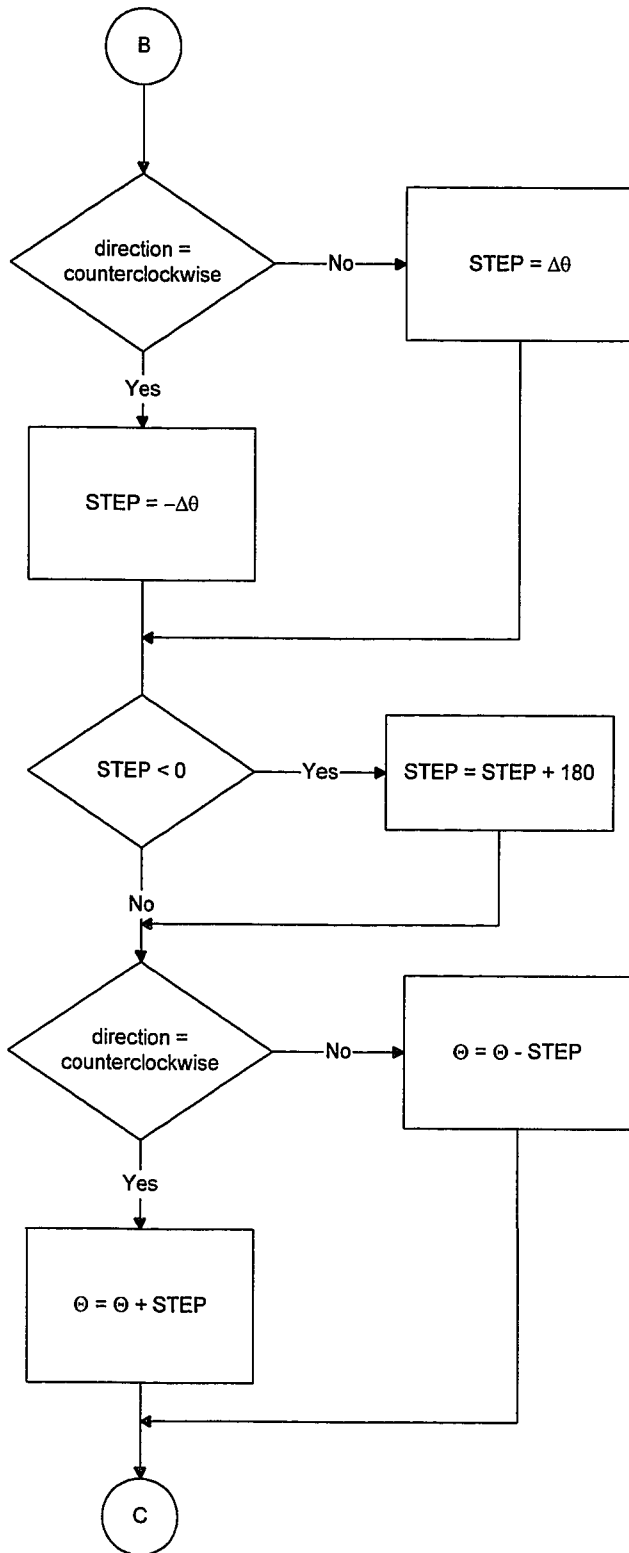 B
direction =
counterclockwise
No
STEP = Δθ
Yes
STEP = –Δθ
STEP < 0
Yes
STEP = STEP + 180
No
direction =
counterclockwise
No
Θ = Θ - STEP
Yes
Θ = Θ + STEP
C